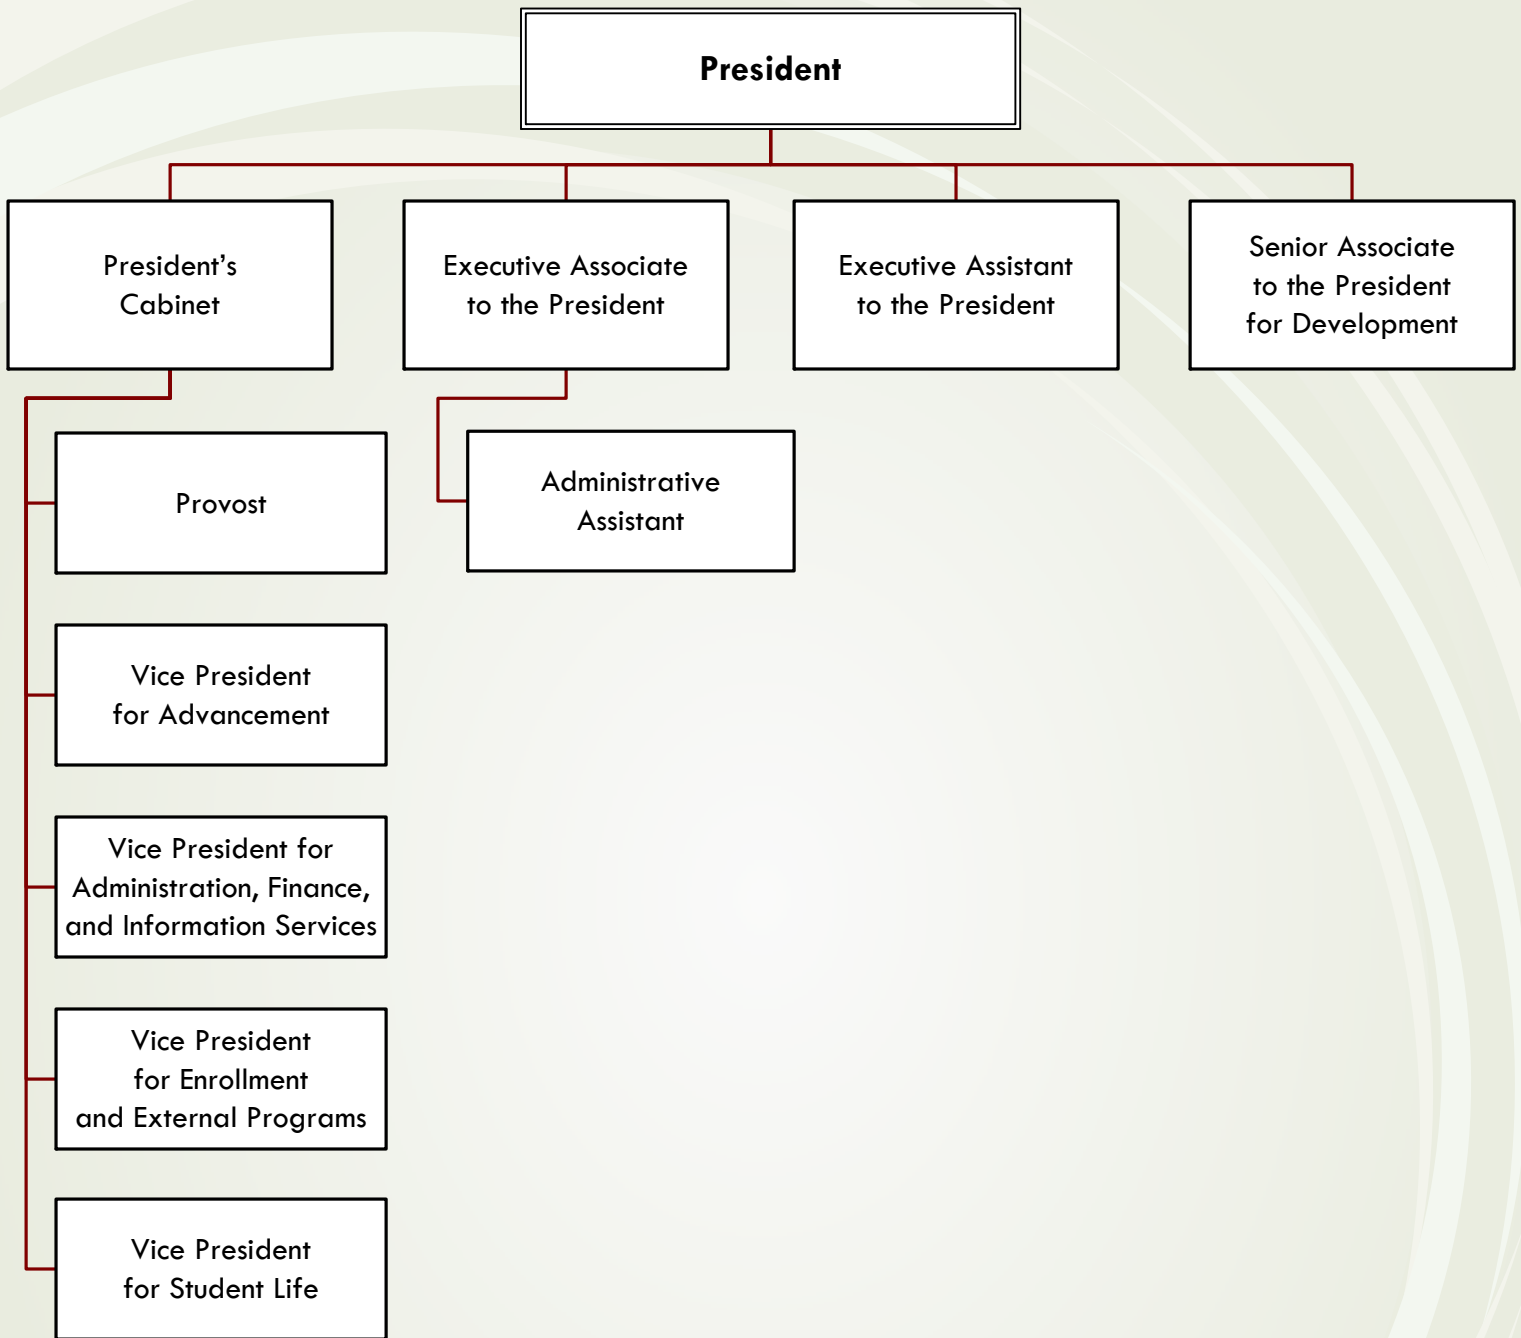 President
President’s
Cabinet
Executive Associate
to the President
Executive Assistant
to the President
Senior Associate
to the President
for Development
Provost
Administrative
Assistant
Vice President
for Advancement
Vice President for
Administration, Finance,
and Information Services
Vice President
for Enrollment
and External Programs
Vice President
for Student Life